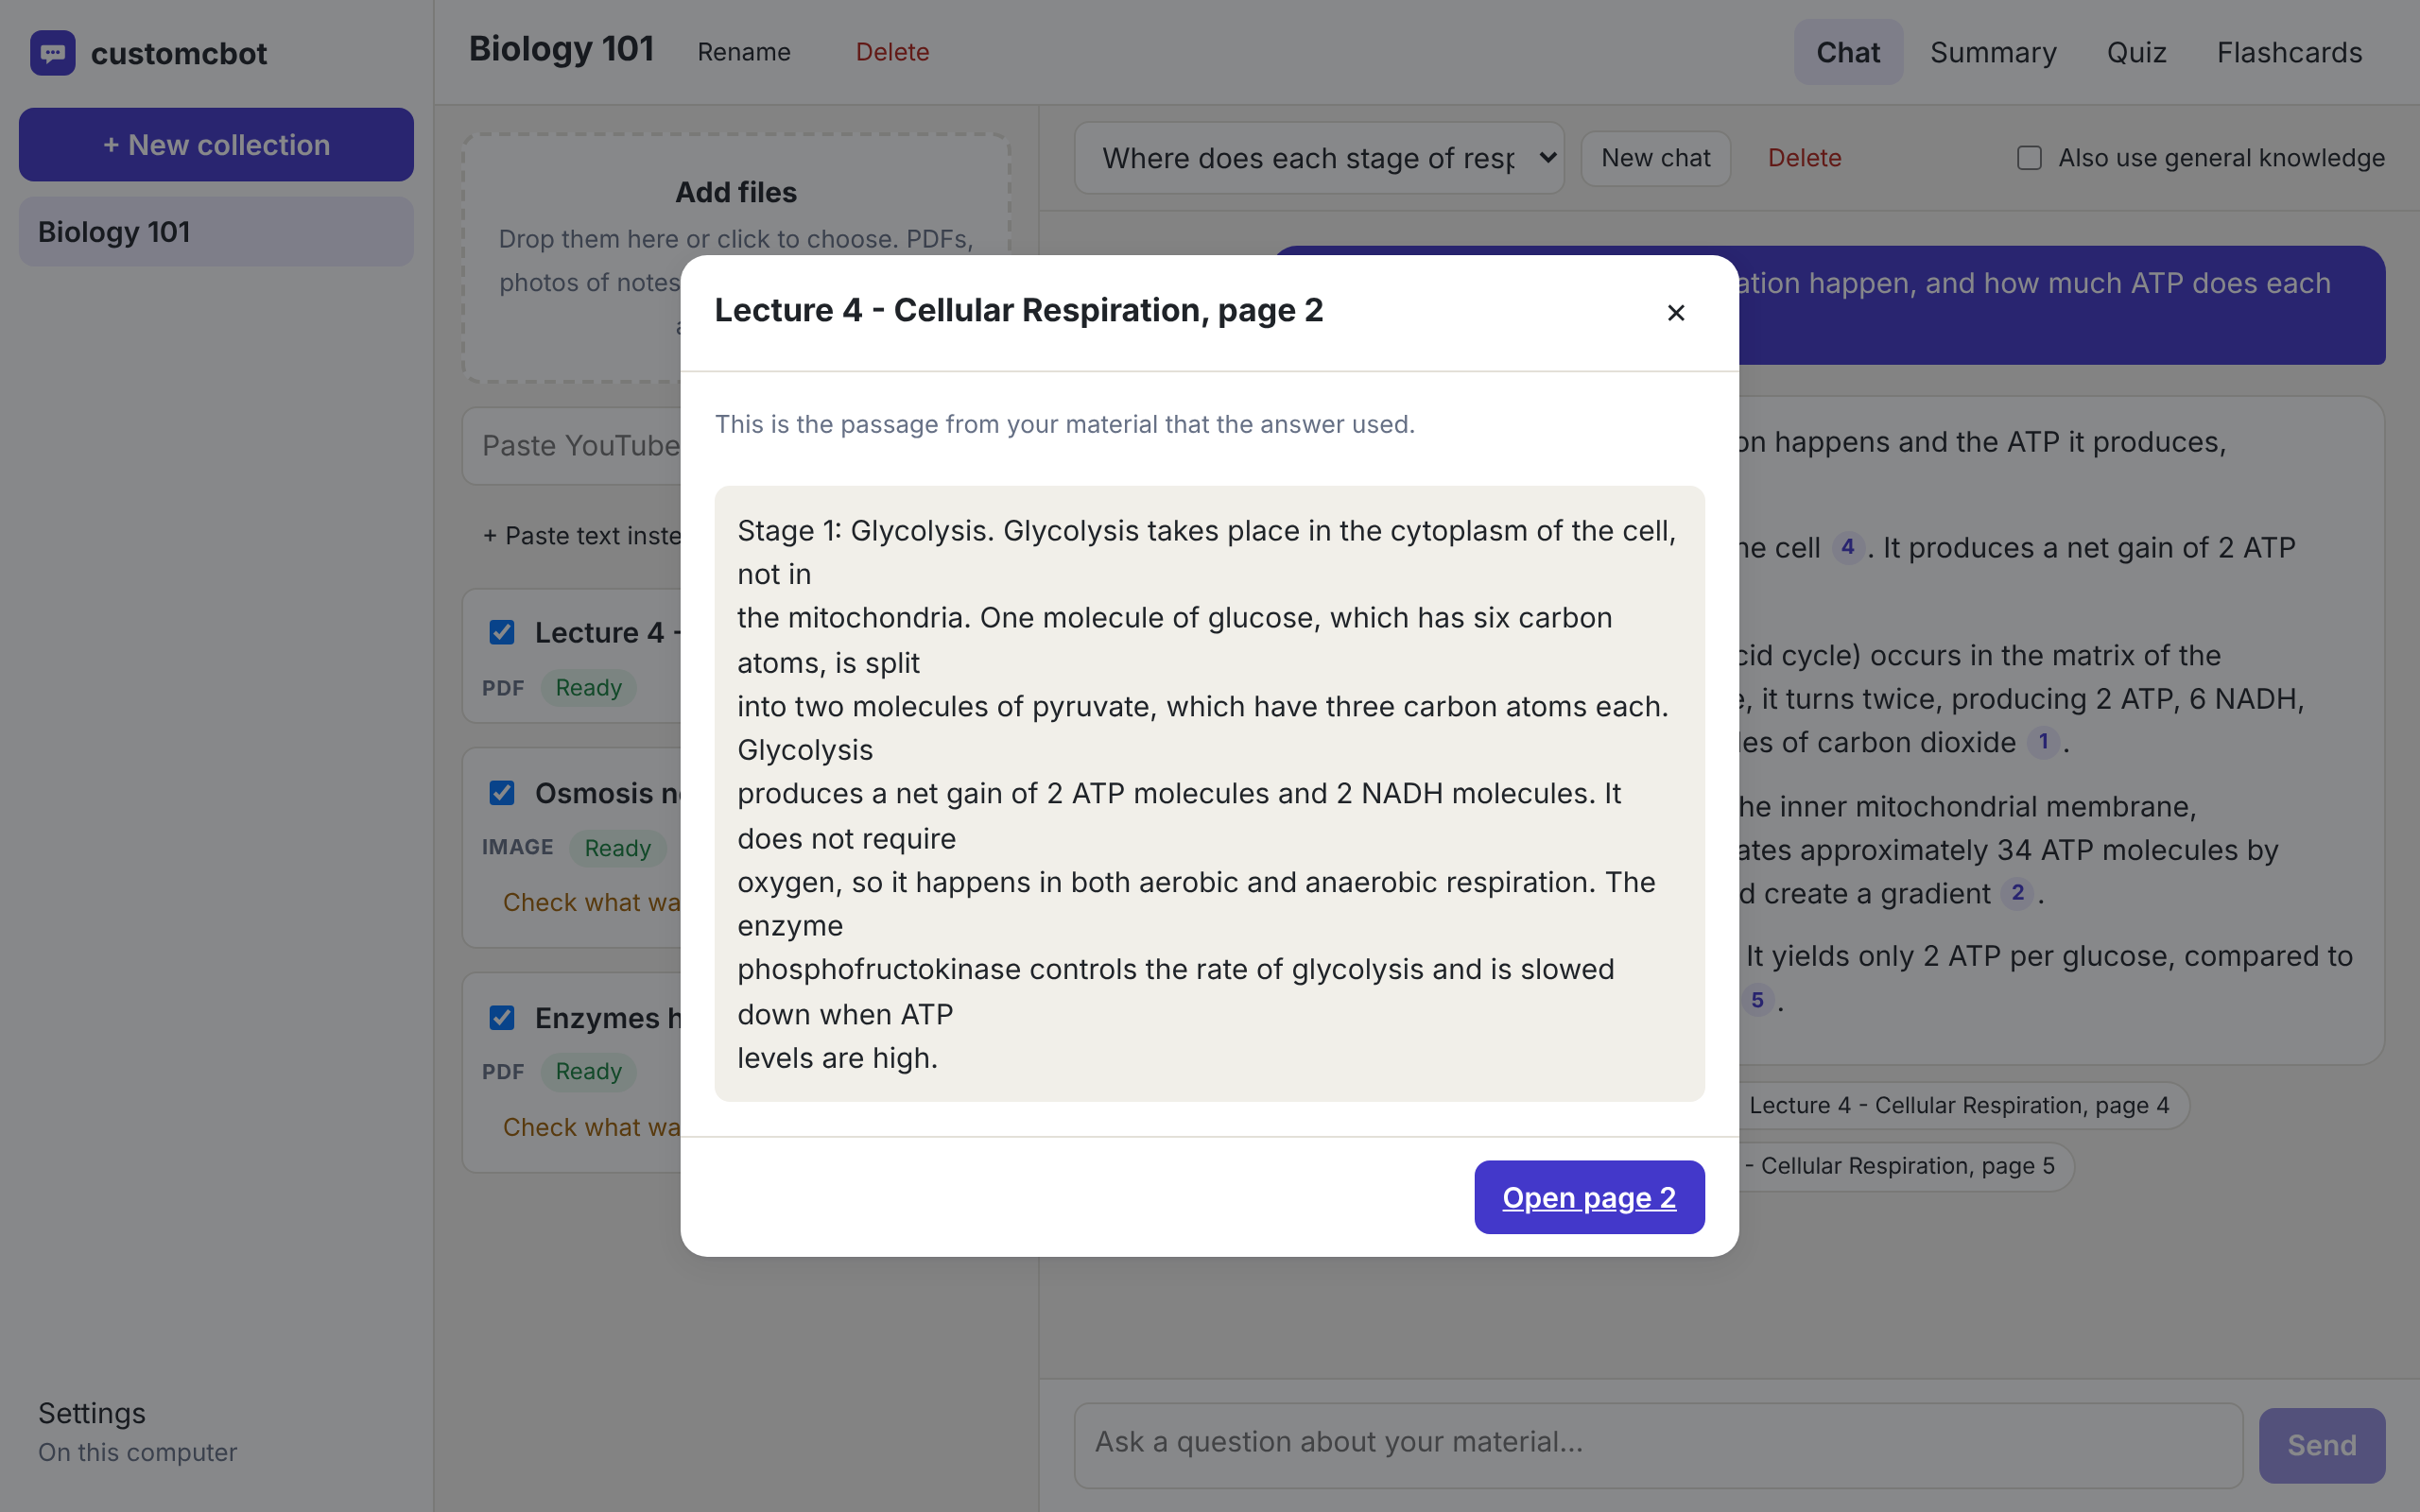 customcbot
+ New collection
Biology 101
Settings
On this computer
Biology 101 Rename Delete
Chat Summary Quiz Flashcards
Add files
Drop them here or click to choose. PDFs,
photos of notes
Paste YouTube
+ Paste text
Lecture 4 -
PDF Ready
Osmosis
IMAGE Ready
Check what
Enzymes
PDF Ready
Check what
Where does each stage of New chat Delete Also use general knowledge
happen, and how much ATP does each
happens and the ATP it produces,
cell 4. It produces a net gain of 2 ATP
cycle) occurs in the matrix of the
, it turns twice, producing 2 ATP, 6 NADH,
of carbon dioxide 1.
inner mitochondrial membrane,
approximately 34 ATP molecules by
create a gradient 2.
It yields only 2 ATP per glucose, compared to
5.
Lecture 4 - Cellular Respiration, page 4
- Cellular Respiration, page 5
Ask a question about your material...
Send
Lecture 4 - Cellular Respiration, page 2
×
This is the passage from your material that the answer used.
Stage 1: Glycolysis. Glycolysis takes place in the cytoplasm of the cell,
not in
the mitochondria. One molecule of glucose, which has six carbon
atoms, is split
into two molecules of pyruvate, which have three carbon atoms each.
Glycolysis
produces a net gain of 2 ATP molecules and 2 NADH molecules. It
does not require
oxygen, so it happens in both aerobic and anaerobic respiration. The
enzyme
phosphofructokinase controls the rate of glycolysis and is slowed
down when ATP
levels are high.
Open page 2